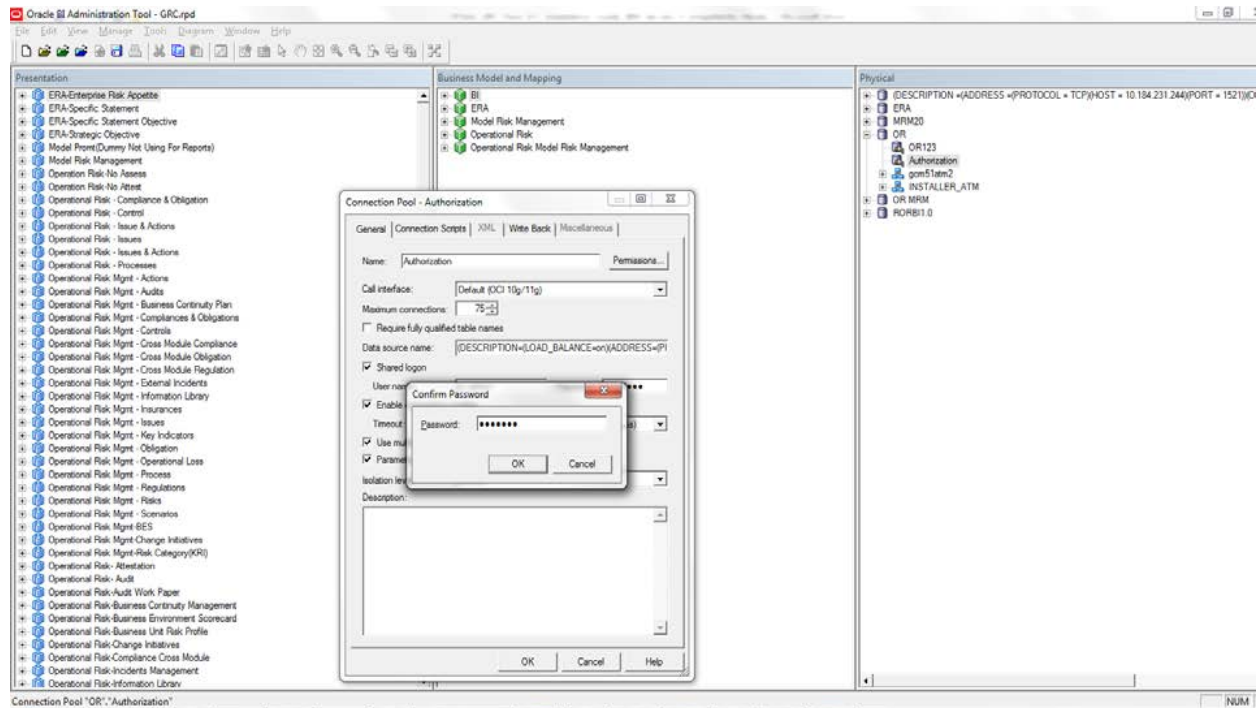 Oracle BI Administration Tool - GRC.rpd
File Edit View Manage Tools Diagram Window Help
Presentation
ERA-Enterprise Risk Appetite
ERA-Specific Statement
ERA-Specific Statement Objective
ERA-Strategic Objective
Model Promt(Dummy Not Using For Reports)
Model Risk Management
Operation Risk-No Assess
Operation Risk-No Attest
Operational Risk - Compliance & Obligation
Operational Risk - Control
Operational Risk - Issue & Actions
Operational Risk - Issues
Operational Risk - Issues & Actions
Operational Risk - Processes
Operational Risk Mgmt - Actions
Operational Risk Mgmt - Audits
Operational Risk Mgmt - Business Continuity Plan
Operational Risk Mgmt - Compliances & Obligations
Operational Risk Mgmt - Controls
Operational Risk Mgmt - Cross Module Compliance
Operational Risk Mgmt - Cross Module Obligation
Operational Risk Mgmt - Cross Module Regulation
Operational Risk Mgmt - External Incidents
Operational Risk Mgmt - Information Library
Operational Risk Mgmt - Insurances
Operational Risk Mgmt - Issues
Operational Risk Mgmt - Key Indicators
Operational Risk Mgmt - Obligation
Operational Risk Mgmt - Operational Loss
Operational Risk Mgmt - Process
Operational Risk Mgmt - Regulations
Operational Risk Mgmt - Risks
Operational Risk Mgmt - Scenarios
Operational Risk Mgmt-BES
Operational Risk Mgmt-Change Initiatives
Operational Risk Mgmt-Risk Category(KRI)
Operational Risk- Attestation
Operational Risk- Audit
Operational Risk-Audit Work Paper
Operational Risk-Business Continuity Management
Operational Risk-Business Environment Scorecard
Operational Risk-Business Unit Risk Profile
Operational Risk-Change Initiatives
Operational Risk-Compliance Cross Module
Operational Risk-Incidents Management
Operational Risk-Information Library
Business Model and Mapping
BI
ERA
Model Risk Management
Operational Risk
Operational Risk Model Risk Management
Physical
(DESCRIPTION =(ADDRESS =(PROTOCOL = TCP)(HOST = 10.184.231.244)(PORT = 1521))(CO
ERA
MRM20
OR
OR123
Authorization
gcm51atm2
INSTALLER_ATM
OR MRM
RORBI1.0
Connection Pool - Authorization
General Connection Scripts XML Write Back Miscellaneous
Name: Authorization Permissions...
Call interface: Default (OCI 10g/11g)
Maximum connections: 75
Require fully qualified table names
Data source name: (DESCRIPTION=(LOAD_BALANCE=on)(ADDRESS=(P
Shared logon
User nam
Enable
Timeout:
Use mul
Paramet
Isolation lev
Description:
OK Cancel Help
Confirm Password
Password: •••••••
OK Cancel
Connection Pool "OR"."Authorization"
NUM